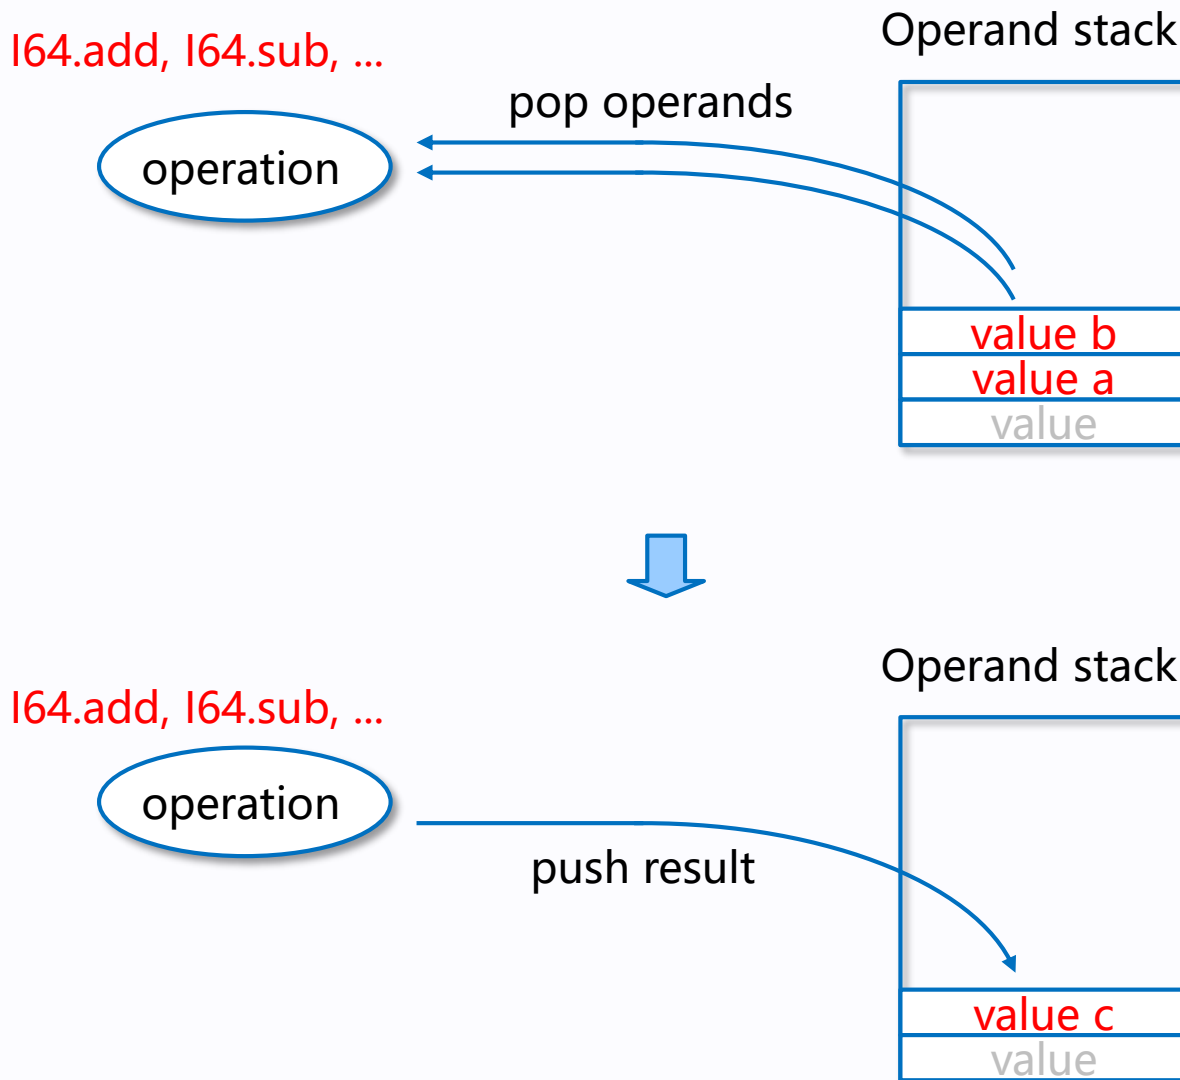 Operand stack
I64.add, I64.sub, ...
pop operands
operation
value b
value a
value
Operand stack
I64.add, I64.sub, ...
operation
push result
value c
value